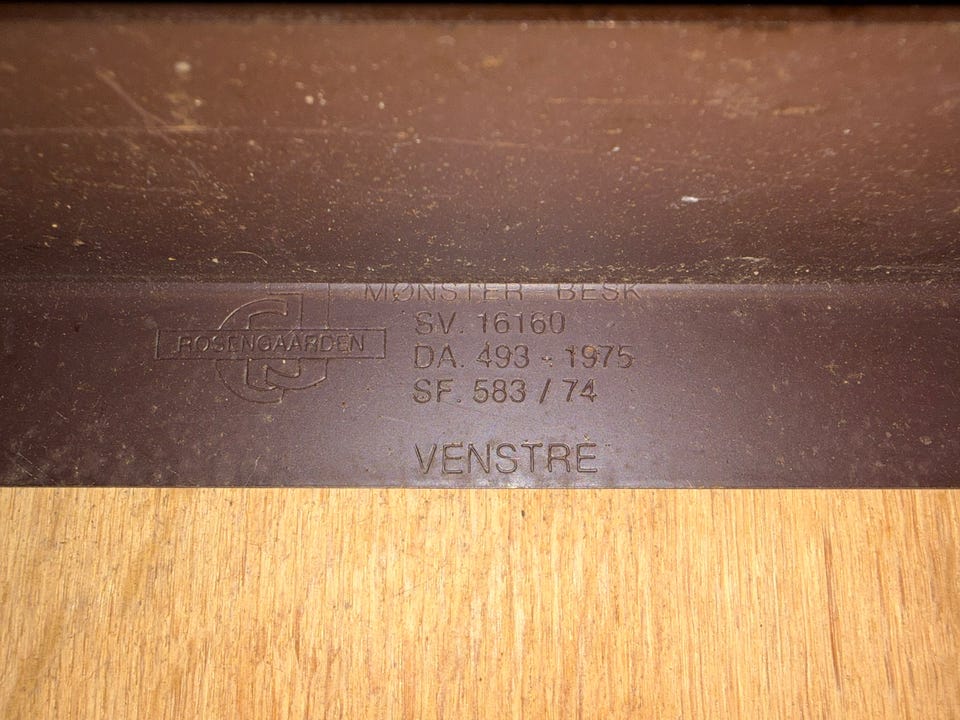 MØNSTER BESK
ROSENGAARDEN
SV. 16160
DA. 493 - 1975
SF. 583 / 74
VENSTRE